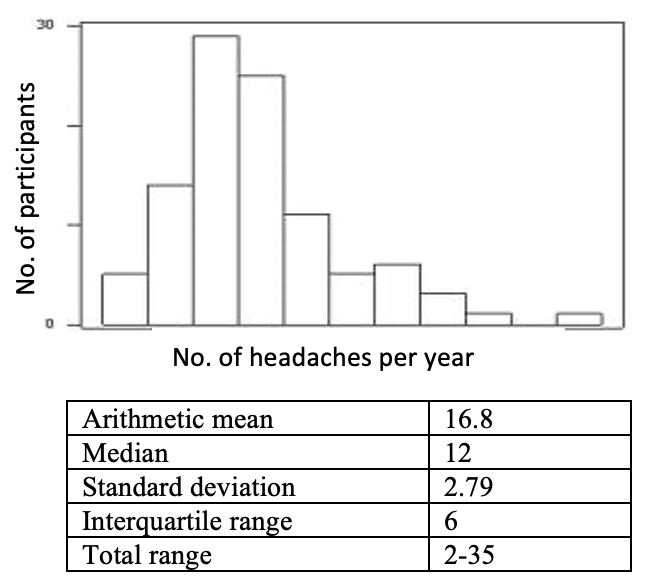 30
No. of participants
0
No. of headaches per year
Arithmetic mean 16.8
Median 12
Standard deviation 2.79
Interquartile range 6
Total range 2-35